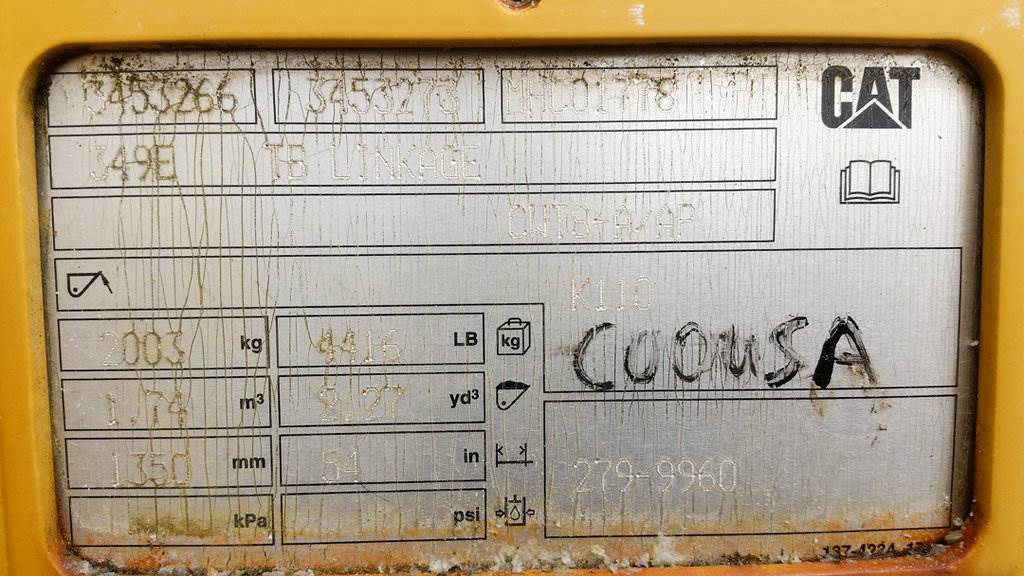 3453266 3453273
CAT
349E TB LINKAGE
CWTB-A/AP
K110
2003 kg 4416 LB kg
COOMSA
1.74 m³ 2.27 yd³
1350 mm 54 in
279-9960
kPa psi